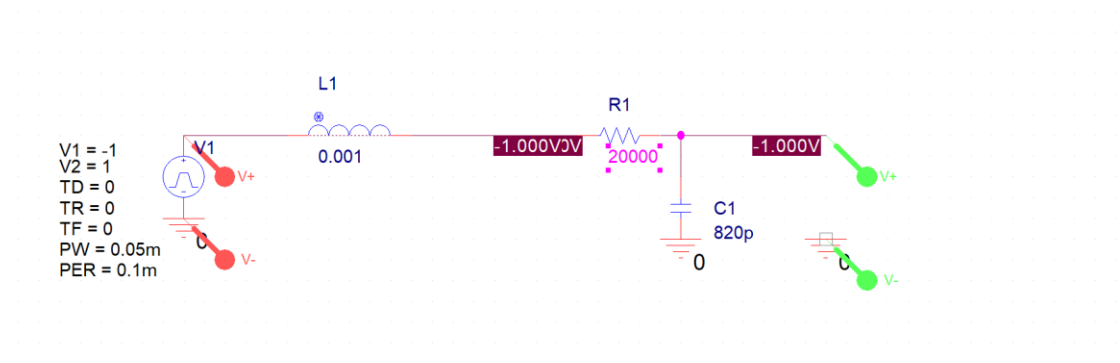 L1
R1
V1 = -1
V2 = 1
TD = 0
TR = 0
TF = 0
PW = 0.05m
PER = 0.1m
V1
V+
0
V-
0.001
-1.000V
20000
-1.000V
C1
820p
0
V+
0
V-